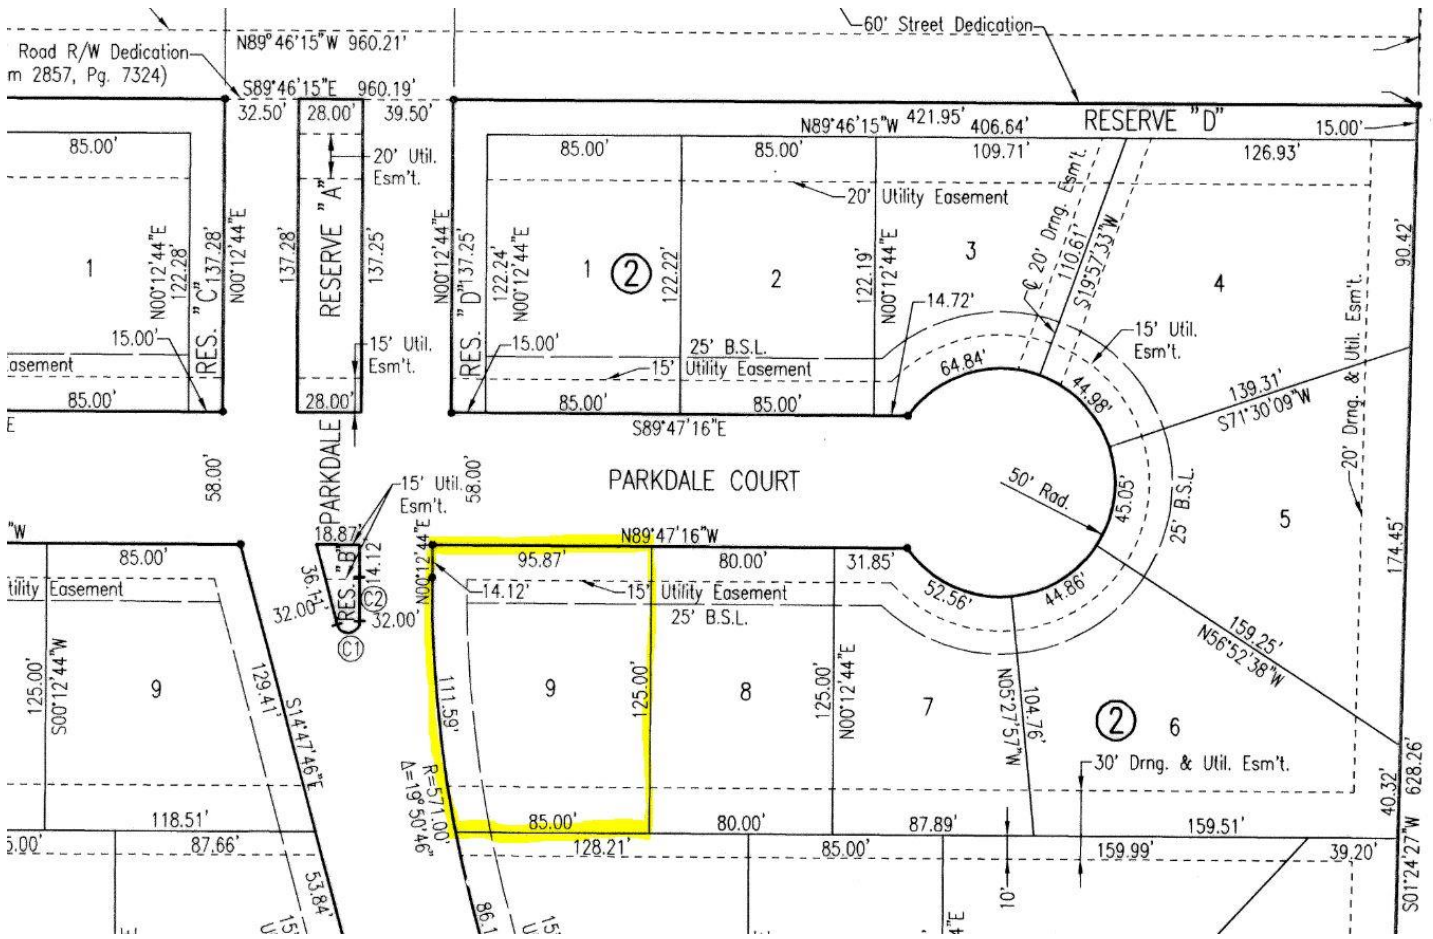 60' Street Dedication
N89°46'15"W 960.21'
Road R/W Dedication
m 2857, Pg. 7324)
S89°46'15"E 960.19'
32.50'
28.00'
39.50'
421.95'
N89°46'15"W
406.64'
RESERVE "D"
15.00'
85.00'
85.00'
85.00'
109.71'
126.93'
20' Util.
Esm't.
20' Utility Easement
℄ 20' Drng. Esm't.
110.61'
S19°57'33"W
1
N00°12'44"E
122.28'
RES. "C"
137.28'
N00°12'44"E
137.28'
RESERVE "A"
137.25'
N00°12'44"E
RES. "D"
137.25'
122.24'
N00°12'44"E
1
2
122.22'
2
122.19'
N00°12'44"E
3
4
90.42'
20' Drng. & Util. Esm't.
14.72'
15.00'
15' Util.
Esm't.
15.00'
25' B.S.L.
15' Utility Easement
15' Util.
Esm't.
asement
64.84'
44.98'
139.31'
S71°30'09"W
85.00'
28.00'
85.00'
85.00'
E
S89°47'16"E
58.00'
PARKDALE
15' Util.
Esm't.
58.00'
PARKDALE COURT
50' Rad.
45.05'
25' B.S.L.
5
174.45'
"W
85.00'
18.87'
N00°12'44"E
N89°47'16"W
95.87'
80.00'
31.85'
52.56'
44.86'
tility Easement
32.00'
RES. "B"
14.12
C2
32.00'
C1
14.12'
15' Utility Easement
25' B.S.L.
159.25'
N56°52'38"W
125.00'
S00°12'44"W
9
129.41'
S14°47'46"E
111.59'
9
125.00'
8
125.00'
N00°12'44"E
7
N05°27'57"W
104.76'
2
6
30' Drng. & Util. Esm't.
R=571.00'
Δ=19°50'46"
40.32'
628.26'
S01°24'27"W
118.51'
85.00'
80.00'
87.89'
159.51'
5.00'
87.66'
128.21'
85.00'
159.99'
39.20'
53.84'
10'